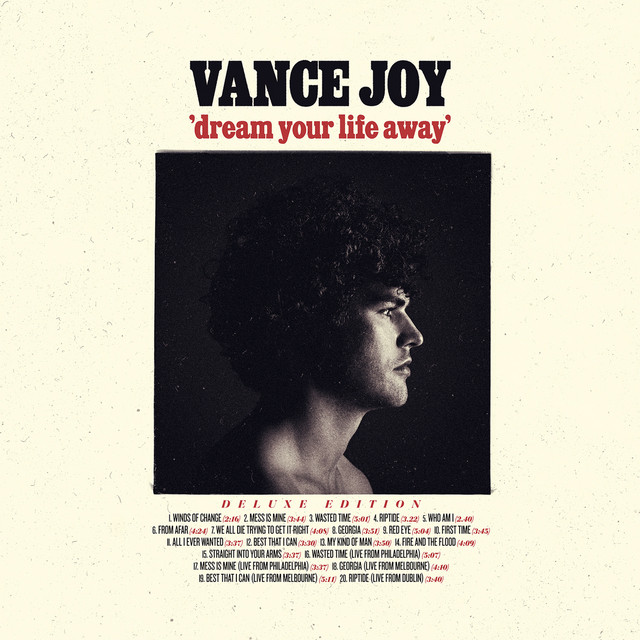 VANCE JOY
'dream your life away'
DELUXE EDITION
1. WINDS OF CHANGE (2:16) 2. MESS IS MINE (3:44) 3. WASTED TIME (5:01) 4. RIPTIDE (3.22) 5. WHO AM I (2.40)
6. FROM AFAR (4:24) 7. WE ALL DIE TRYING TO GET IT RIGHT (4:08) 8. GEORGIA (3:51) 9. RED EYE (5:04) 10. FIRST TIME (3:45)
11. ALL I EVER WANTED (3:37) 12. BEST THAT I CAN (3:30) 13. MY KIND OF MAN (3:50) 14. FIRE AND THE FLOOD (4:09)
15. STRAIGHT INTO YOUR ARMS (3:37) 16. WASTED TIME (LIVE FROM PHILADELPHIA) (5:07)
17. MESS IS MINE (LIVE FROM PHILADELPHIA) (3:37) 18. GEORGIA (LIVE FROM MELBOURNE) (4:10)
19. BEST THAT I CAN (LIVE FROM MELBOURNE) (5:11) 20. RIPTIDE (LIVE FROM DUBLIN) (3:40)